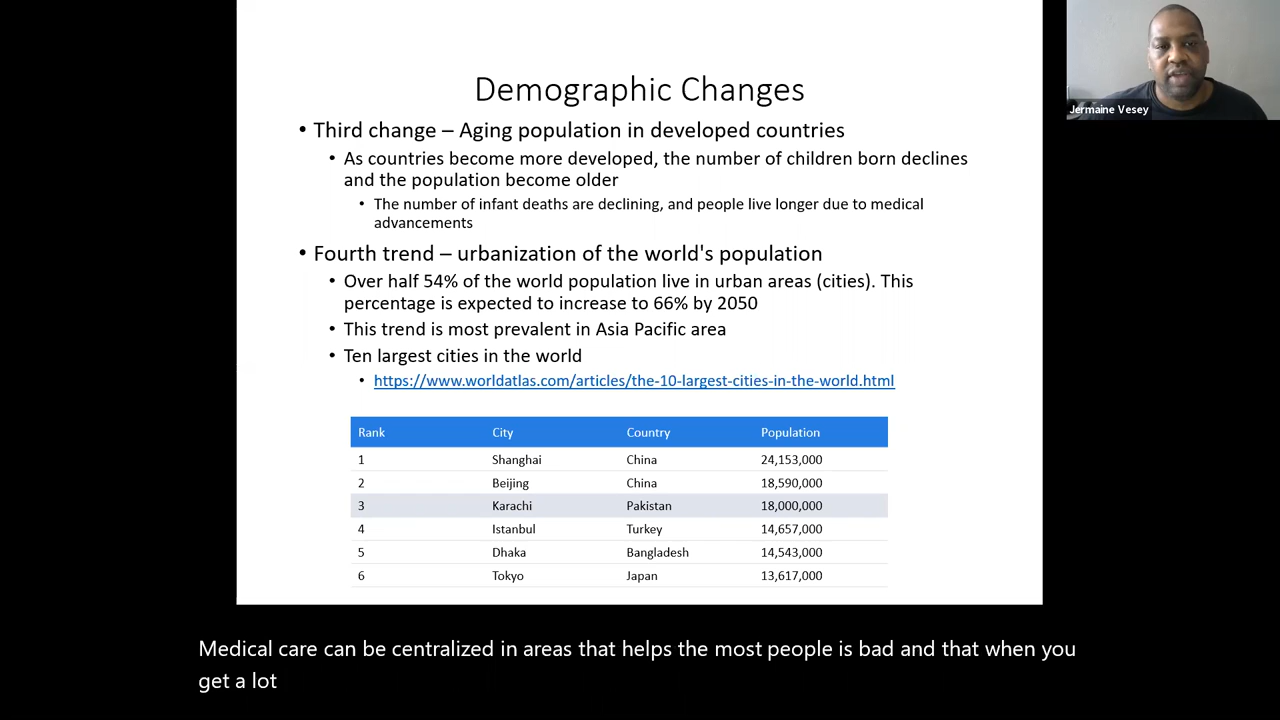 Demographic Changes
• Third change – Aging population in developed countries
• As countries become more developed, the number of children born declines
and the population become older
• The number of infant deaths are declining, and people live longer due to medical
advancements
• Fourth trend – urbanization of the world's population
• Over half 54% of the world population live in urban areas (cities). This
percentage is expected to increase to 66% by 2050
• This trend is most prevalent in Asia Pacific area
• Ten largest cities in the world
• https://www.worldatlas.com/articles/the-10-largest-cities-in-the-world.html
Rank City Country Population
1 Shanghai China 24,153,000
2 Beijing China 18,590,000
3 Karachi Pakistan 18,000,000
4 Istanbul Turkey 14,657,000
5 Dhaka Bangladesh 14,543,000
6 Tokyo Japan 13,617,000
Jermaine Vesey
Medical care can be centralized in areas that helps the most people is bad and that when you
get a lot